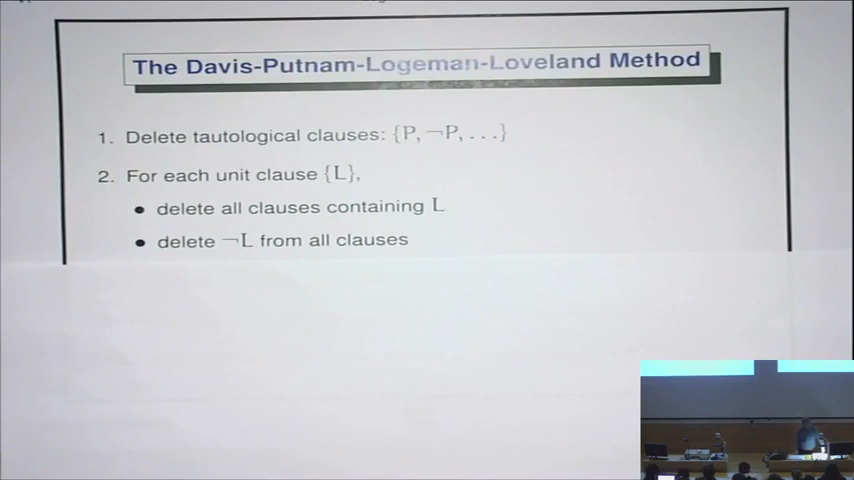 The Davis-Putnam-Logeman-Loveland Method
1. Delete tautological clauses: {P, ¬P, . . .}
2. For each unit clause {L},
● delete all clauses containing L
● delete ¬L from all clauses